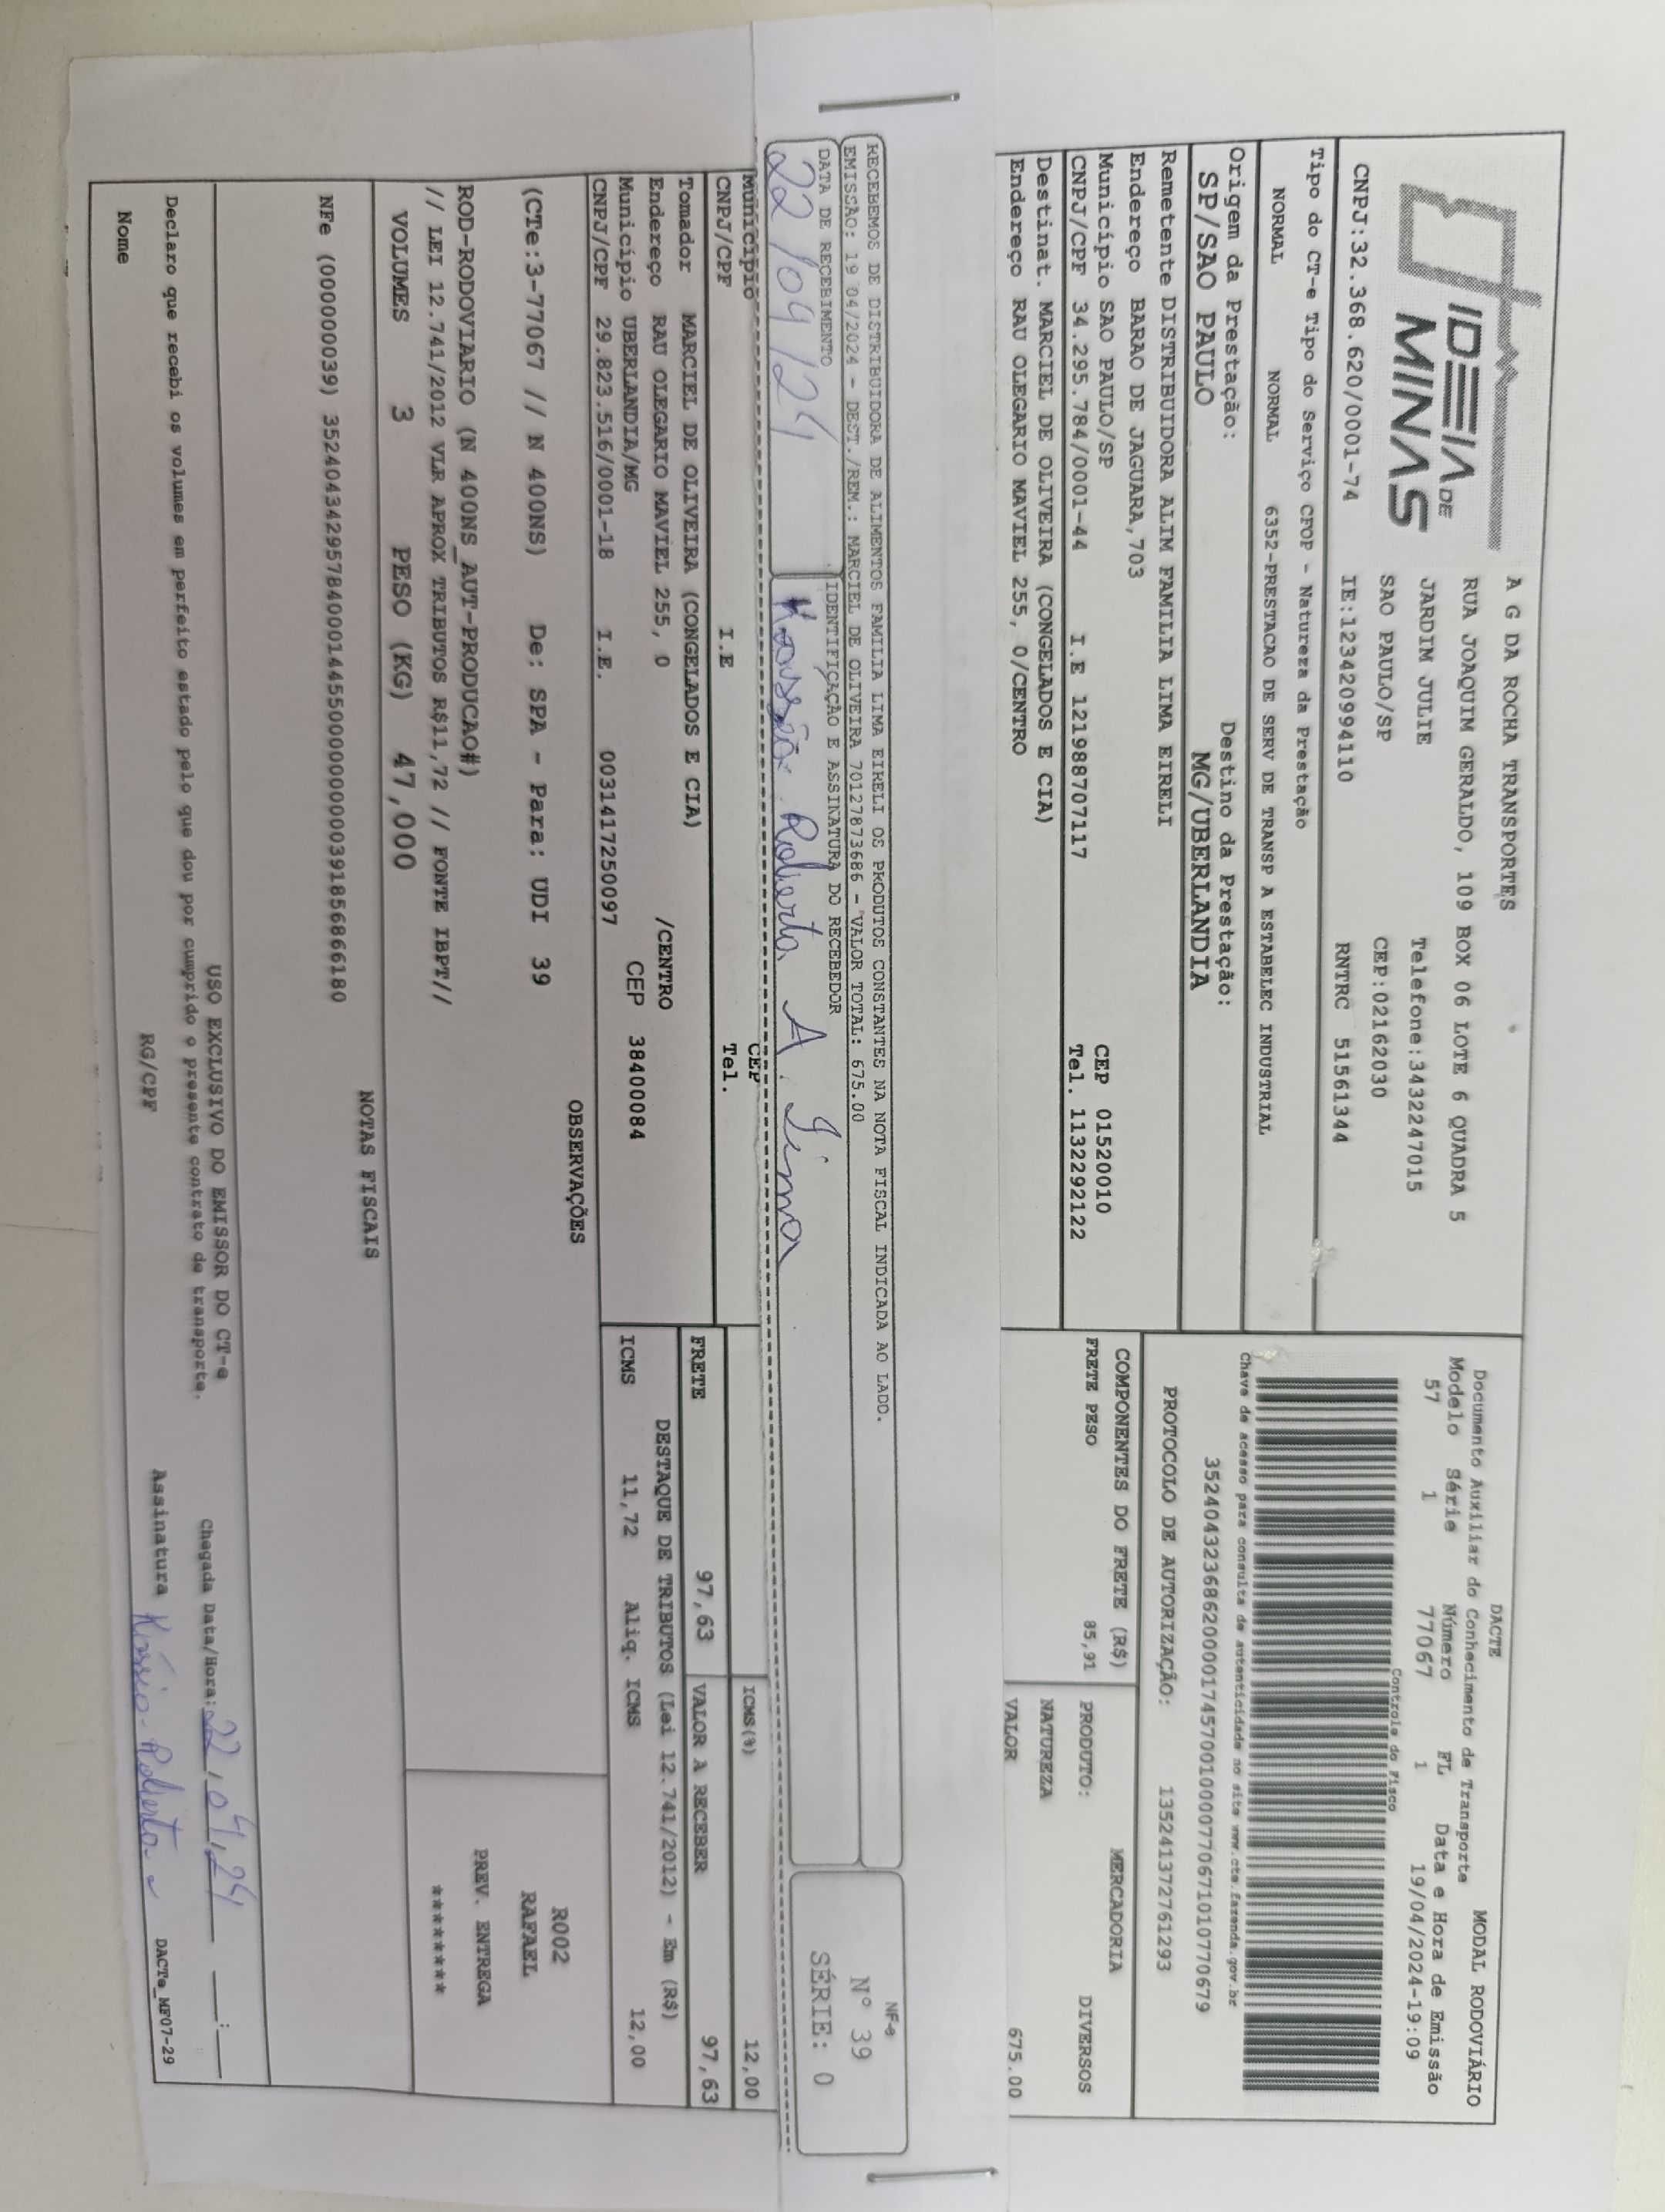 IDEIA DE
MINAS
A G DA ROCHA TRANSPORTES
RUA JOAQUIM GERALDO, 109 BOX 06 LOTE 6 QUADRA 5
JARDIM JULIE Telefone:3432247015
SAO PAULO/SP CEP:02162030
CNPJ:32.368.620/0001-74 IE:123420994110 RNTRC 51561344
Tipo do CT-e Tipo do Serviço CFOP - Natureza da Prestação
NORMAL NORMAL 6352-PRESTACAO DE SERV DE TRANSP A ESTABELEC INDUSTRIAL
Origem da Prestação: Destino da Prestação:
SP/SAO PAULO MG/UBERLANDIA
Remetente DISTRIBUIDORA ALIM FAMILIA LIMA EIRELI
Endereço BARAO DE JAGUARA,703
Município SAO PAULO/SP CEP 01520010
CNPJ/CPF 34.295.784/0001-44 I.E 121988707117 Tel. 1132292122
Destinat. MARCIEL DE OLIVEIRA (CONGELADOS E CIA)
Endereço RAU OLEGARIO MAVIEL 255, 0/CENTRO
DACTE MODAL RODOVIÁRIO
Documento Auxiliar do Conhecimento de Transporte
Modelo Série Número FL Data e Hora de Emissão
57 1 77067 1 19/04/2024-19:09
Controle do Fisco
Chave de acesso para consulta de autenticidade no site www.cte.fazenda.gov.br
35240432368620000174570010000770671010770679
PROTOCOLO DE AUTORIZAÇÃO: 135241372761293
COMPONENTES DO FRETE (R$) MERCADORIA
FRETE PESO 85,91 PRODUTO: DIVERSOS
NATUREZA
VALOR 675.00
RECEBEMOS DE DISTRIBUIDORA DE ALIMENTOS FAMILIA LIMA EIRELI OS PRODUTOS CONSTANTES NA NOTA FISCAL INDICADA AO LADO.
EMISSÃO: 19 04/2024 - DEST./REM.: MARCIEL DE OLIVEIRA 70127873686 - VALOR TOTAL: 675.00
DATA DE RECEBIMENTO IDENTIFICAÇÃO E ASSINATURA DO RECEBEDOR
22/04/24 Roberta A. Lima
NF-e
Nº 39
SÉRIE: 0
Município CEP
CNPJ/CPF I.E Tel.
ICMS(%) 12,00
Tomador MARCIEL DE OLIVEIRA (CONGELADOS E CIA)
Endereço RAU OLEGARIO MAVIEL 255, 0 /CENTRO
Município UBERLANDIA/MG CEP 38400084
CNPJ/CPF 29.823.516/0001-18 I.E. 0031417250097
FRETE 97,63 VALOR A RECEBER 97,63
DESTAQUE DE TRIBUTOS (Lei 12.741/2012) - Em (R$)
ICMS 11,72 Aliq. ICMS 12,00
OBSERVAÇÕES
(CTe:3-77067 // N 400NS) De: SPA - Para: UDI 39
ROD-RODOVIARIO (N 400NS_AUT-PRODUCAO#)
// LEI 12.741/2012 VLR APROX TRIBUTOS R$11,72 // FONTE IBPT//
VOLUMES 3 PESO (KG) 47,000
R002
RAFAEL
PREV. ENTREGA
********
NOTAS FISCAIS
NFe (000000039) 35240434295784000144550000000000391856866180
USO EXCLUSIVO DO EMISSOR DO CT-e
Declaro que recebi os volumes em perfeito estado pelo que dou por cumprido o presente contrato de transporte.
Chegada Data/Hora: 22/04/24 __:__
Nome RG/CPF Assinatura Roberta a
DACTe_MF07-29